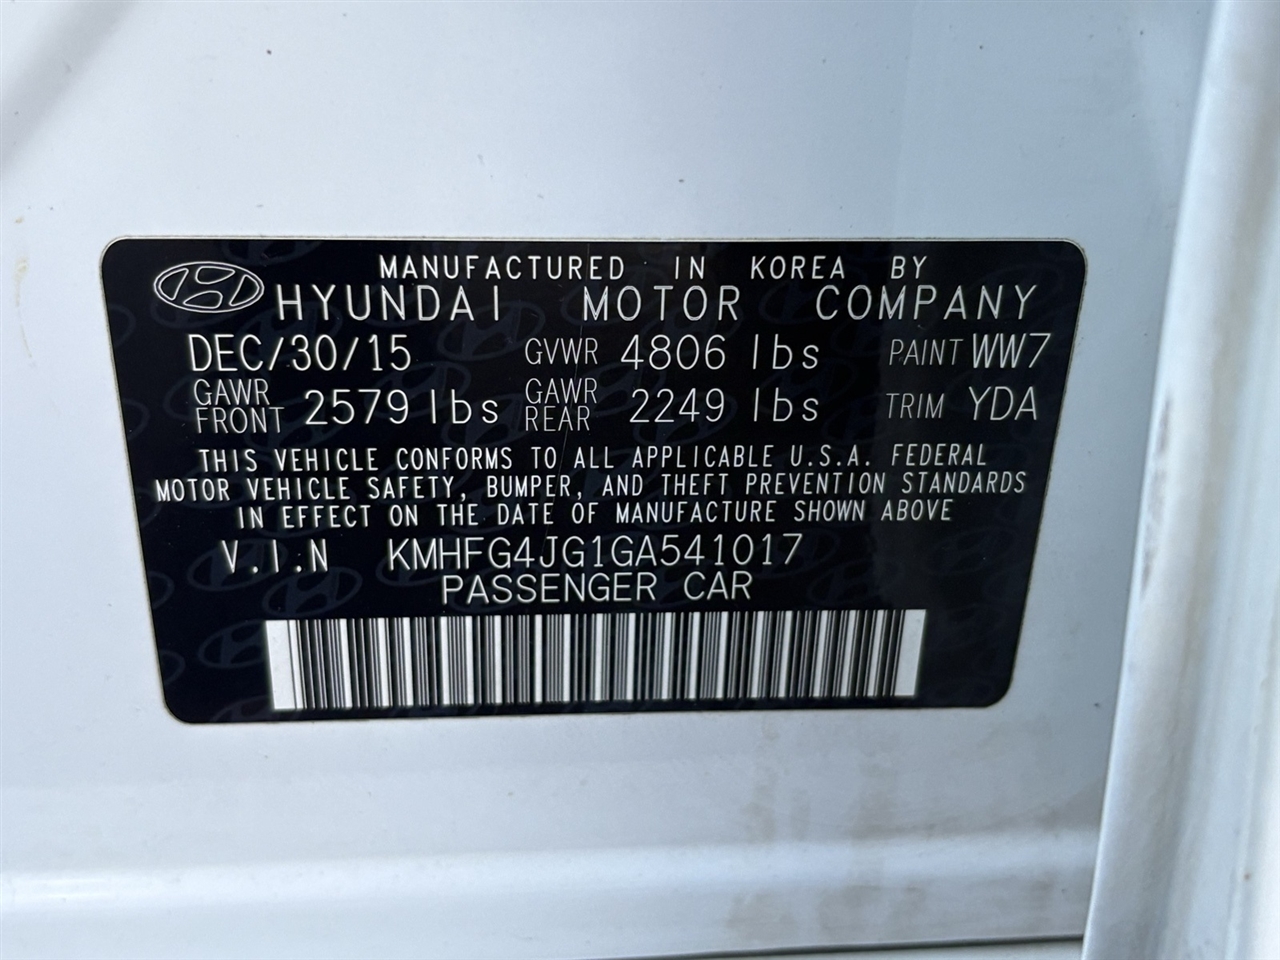 MANUFACTURED IN KOREA BY
HYUNDAI MOTOR COMPANY
DEC/30/15 GVWR 4806 lbs PAINT WW7
GAWR FRONT 2579 lbs GAWR REAR 2249 lbs TRIM YDA
THIS VEHICLE CONFORMS TO ALL APPLICABLE U.S.A. FEDERAL
MOTOR VEHICLE SAFETY, BUMPER, AND THEFT PREVENTION STANDARDS
IN EFFECT ON THE DATE OF MANUFACTURE SHOWN ABOVE
V.I.N KMHFG4JG1GA541017
PASSENGER CAR